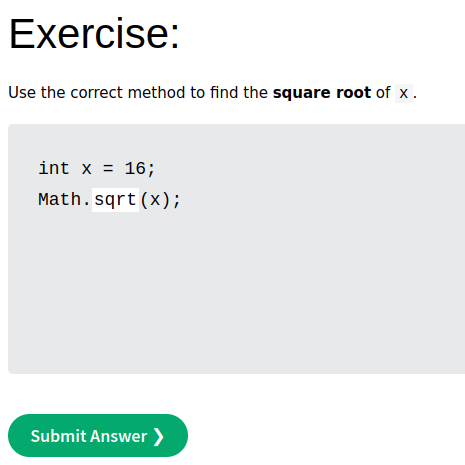 Exercise:
Use the correct method to find the square root of x.
int x = 16;
Math.sqrt(x);
Submit Answer ❯